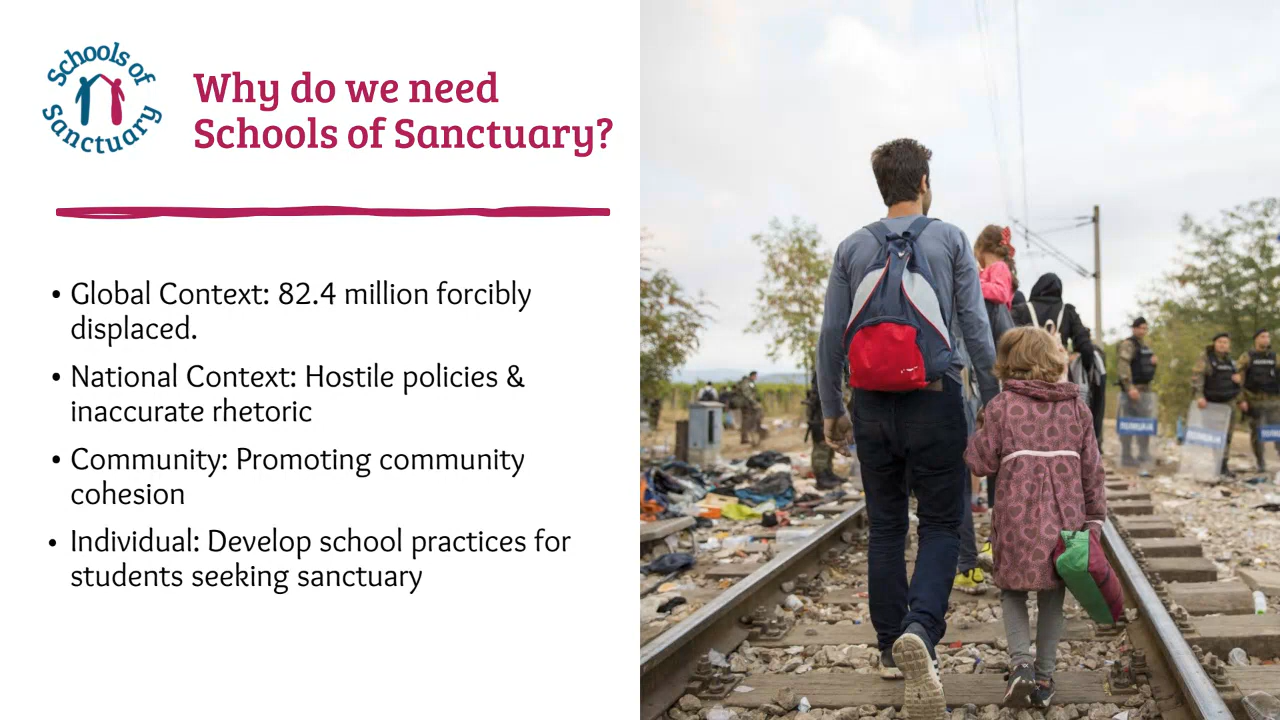 Schools of
Sanctuary
Why do we need
Schools of Sanctuary?
• Global Context: 82.4 million forcibly
displaced.
• National Context: Hostile policies &
inaccurate rhetoric
• Community: Promoting community
cohesion
• Individual: Develop school practices for
students seeking sanctuary